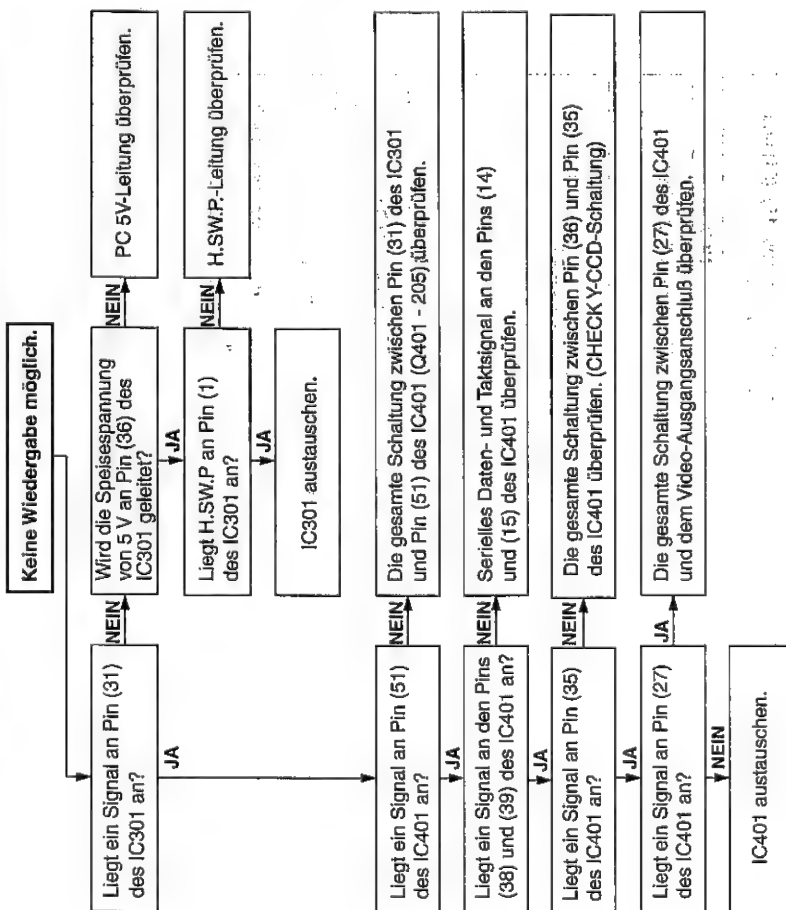 Keine Wiedergabe möglich.
Liegt ein Signal an Pin (31)
des IC301 an?
NEIN
Wird die Speisespannung
von 5 V an Pin (36) des
IC301 geleitet?
NEIN
PC 5V-Leitung überprüfen.
JA
Liegt H.SW.P an Pin (1)
des IC301 an?
NEIN
H.SW.P.-Leitung überprüfen.
JA
IC301 austauschen.
JA
Liegt ein Signal an Pin (51)
des IC401 an?
NEIN
Die gesamte Schaltung zwischen Pin (31) des IC301
und Pin (51) des IC401 (Q401 - 205) überprüfen.
JA
Liegt ein Signal an den Pins
(38) und (39) des IC401 an?
NEIN
Serielles Daten- und Taktsignal an den Pins (14)
und (15) des IC401 überprüfen.
JA
Liegt ein Signal an Pin (35)
des IC401 an?
NEIN
Die gesamte Schaltung zwischen Pin (36) und Pin (35)
des IC401 überprüfen. (CHECK Y-CCD-Schaltung)
JA
Liegt ein Signal an Pin (27)
des IC401 an?
JA
Die gesamte Schaltung zwischen Pin (27) des IC401
und dem Video-Ausgangsanschluß überprüfen.
NEIN
IC401 austauschen.